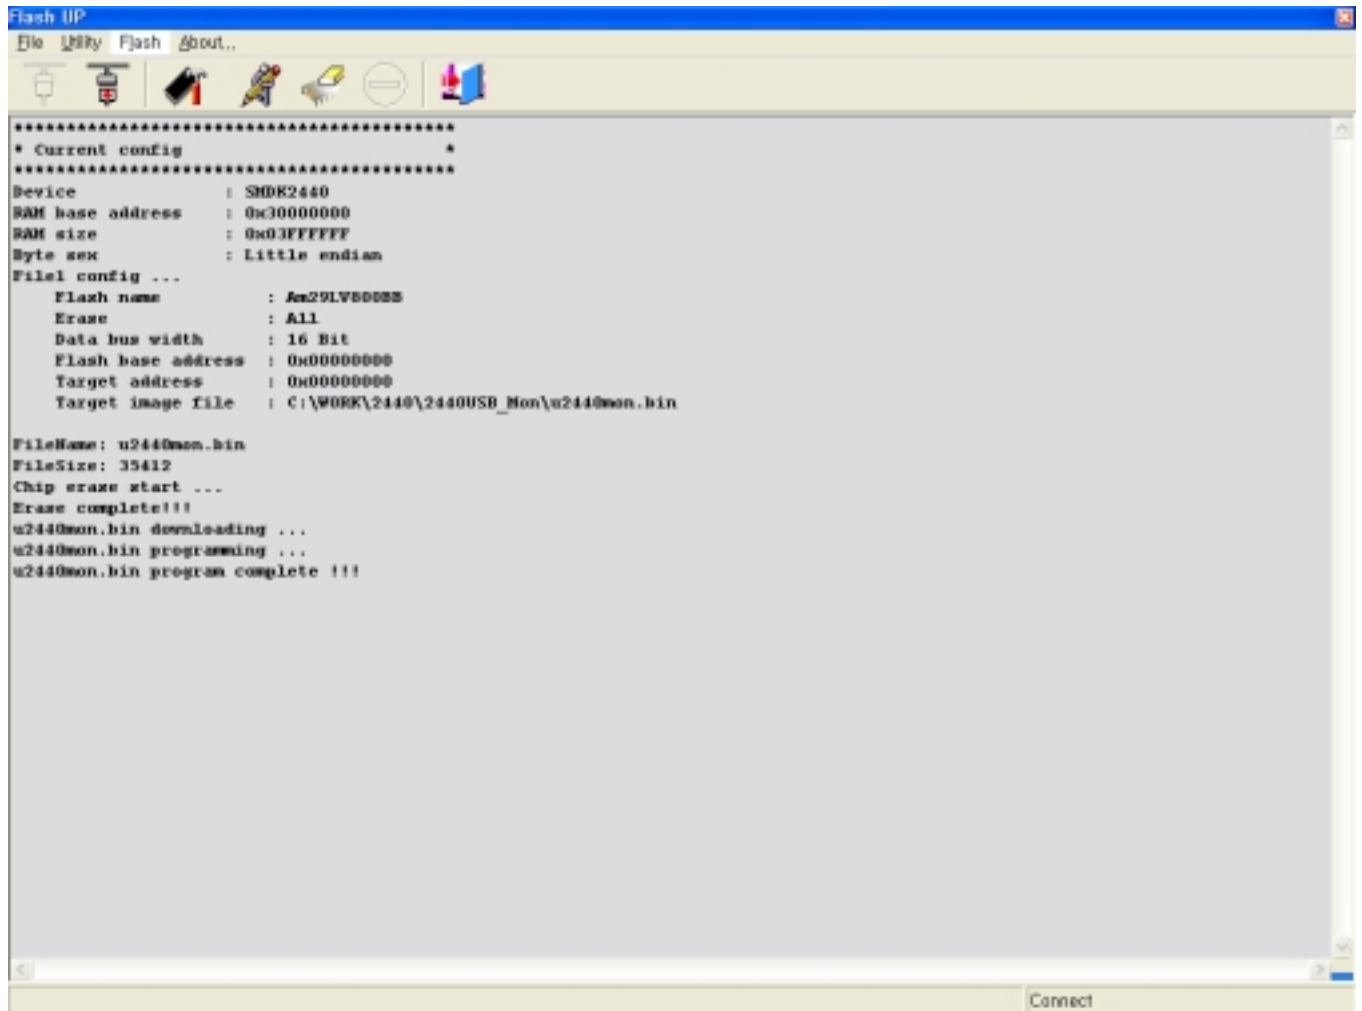 Flash UP
File Utility Flash About...
******************************************
* Current config *
******************************************
Device : SMDK2440
RAM base address : 0x30000000
RAM size : 0x03FFFFFF
Byte sex : Little endian
File1 config ...
Flash name : Am29LV800BB
Erase : All
Data bus width : 16 Bit
Flash base address : 0x00000000
Target address : 0x00000000
Target image file : C:\WORK\2440\2440USB_Mon\u2440mon.bin
FileName: u2440mon.bin
FileSize: 35412
Chip erase start ...
Erase complete!!!
u2440mon.bin downloading ...
u2440mon.bin programming ...
u2440mon.bin program complete !!!
Connect